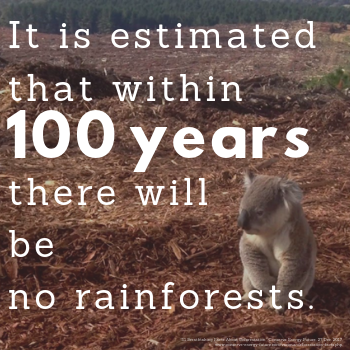 It is estimated
that within
100 years
there will
be
no rainforests.